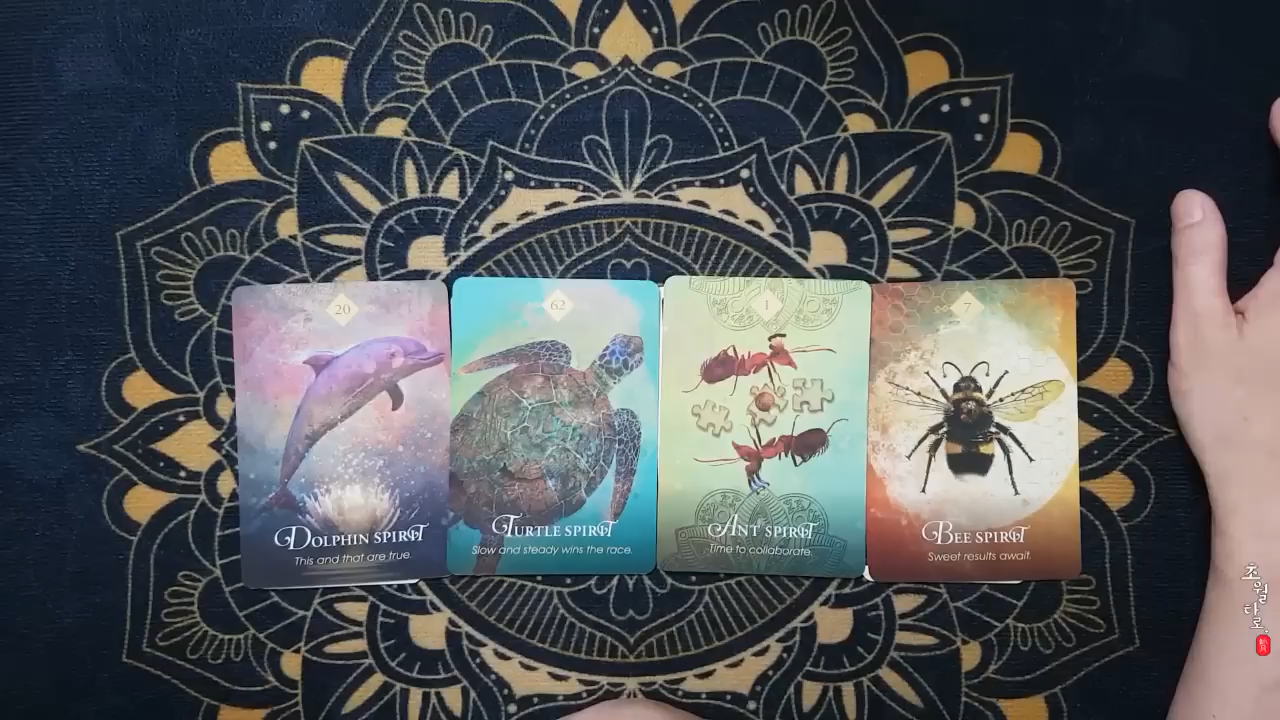 20
DOLPHIN SPIRIT
This and that are true.
62
TURTLE SPIRIT
Slow and steady wins the race.
1
ANT SPIRIT
Time to collaborate.
7
BEE SPIRIT
Sweet results await.
초월타로